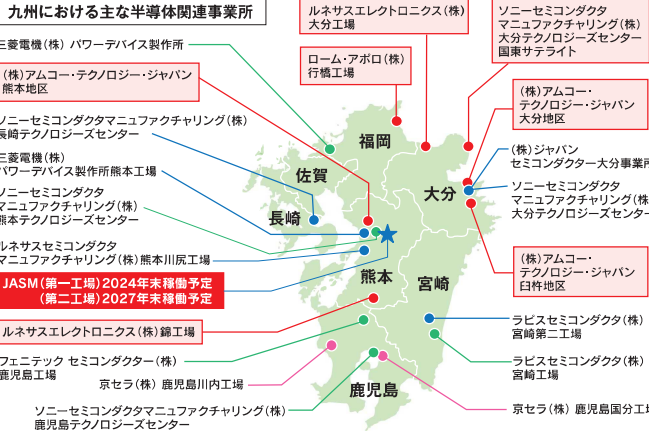 九州における主な半導体関連事業所
三菱電機(株) パワーデバイス製作所
(株)アムコー・テクノロジー・ジャパン
熊本地区
ソニーセミコンダクタマニュファクチャリング(株)
長崎テクノロジーズセンター
三菱電機(株)
パワーデバイス製作所熊本工場
ソニーセミコンダクタ
マニュファクチャリング(株)
熊本テクノロジーズセンター
ルネサスセミコンダクタ
マニュファクチャリング(株)熊本川尻工場
JASM(第一工場)2024年末稼働予定
(第二工場)2027年末稼働予定
ルネサスエレクトロニクス(株)錦工場
フェニテック セミコンダクター(株)
鹿児島工場
京セラ(株) 鹿児島川内工場
ソニーセミコンダクタマニュファクチャリング(株)
鹿児島テクノロジーズセンター
ルネサスエレクトロニクス(株)
大分工場
ローム・アポロ(株)
行橋工場
ソニーセミコンダクタ
マニュファクチャリング(株)
大分テクノロジーズセンター
国東サテライト
(株)アムコー・
テクノロジー・ジャパン
大分地区
(株)ジャパン
セミコンダクター大分事業所
ソニーセミコンダクタ
マニュファクチャリング(株)
大分テクノロジーズセンター
(株)アムコー・
テクノロジー・ジャパン
臼杵地区
ラピスセミコンダクタ(株)
宮崎第二工場
ラピスセミコンダクタ(株)
宮崎工場
京セラ(株) 鹿児島国分工場
福岡
佐賀
長崎
大分
熊本
宮崎
鹿児島